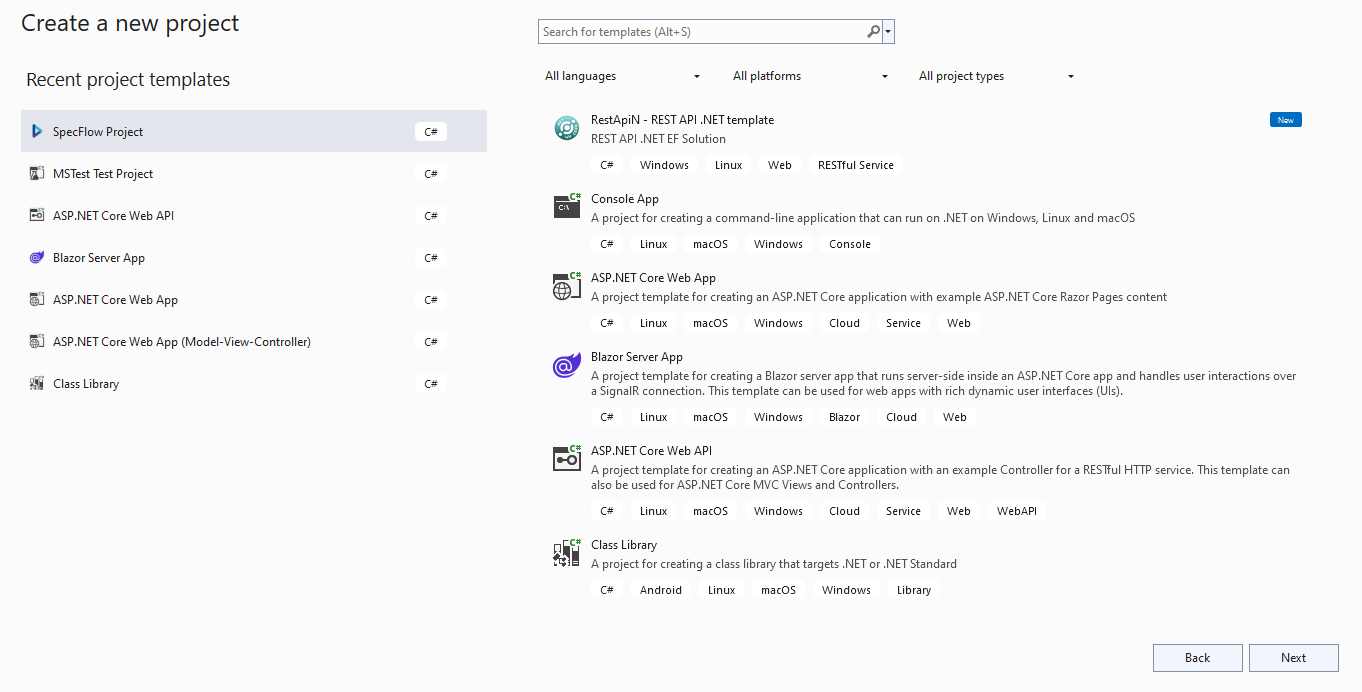 Create a new project
Search for templates (Alt+S)
Recent project templates
All languages
All platforms
All project types
SpecFlow Project
C#
MSTest Test Project
C#
ASP.NET Core Web API
C#
Blazor Server App
C#
ASP.NET Core Web App
C#
ASP.NET Core Web App (Model-View-Controller)
C#
Class Library
C#
RestApiN - REST API .NET template
New
REST API .NET EF Solution
C# Windows Linux Web RESTful Service
C#
C:\
Console App
A project for creating a command-line application that can run on .NET on Windows, Linux and macOS
C# Linux macOS Windows Console
C#
ASP.NET Core Web App
A project template for creating an ASP.NET Core application with example ASP.NET Core Razor Pages content
C# Linux macOS Windows Cloud Service Web
@
Blazor Server App
A project template for creating a Blazor server app that runs server-side inside an ASP.NET Core app and handles user interactions over
a SignalR connection. This template can be used for web apps with rich dynamic user interfaces (UIs).
C# Linux macOS Windows Blazor Cloud Web
C#
ASP.NET Core Web API
A project template for creating an ASP.NET Core application with an example Controller for a RESTful HTTP service. This template can
also be used for ASP.NET Core MVC Views and Controllers.
C# Linux macOS Windows Cloud Service Web WebAPI
C#
Class Library
A project for creating a class library that targets .NET or .NET Standard
C# Android Linux macOS Windows Library
Back
Next